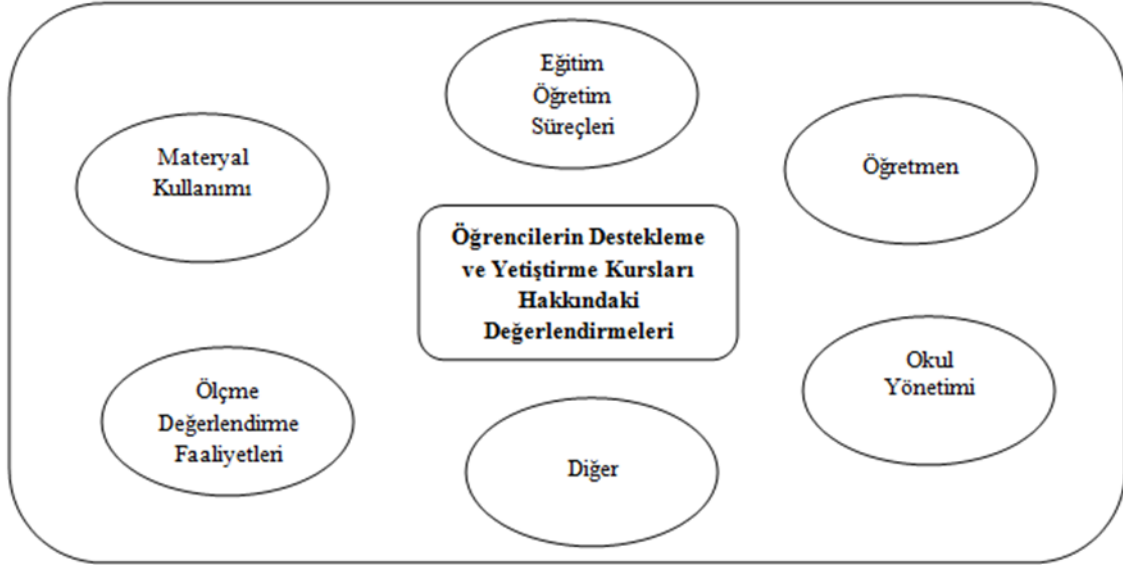 Eğitim
Öğretim
Süreçleri
Materyal
Kullanımı
Öğretmen
Öğrencilerin Destekleme
ve Yetiştirme Kursları
Hakkındaki
Değerlendirmeleri
Ölçme
Değerlendirme
Faaliyetleri
Okul
Yönetimi
Diğer